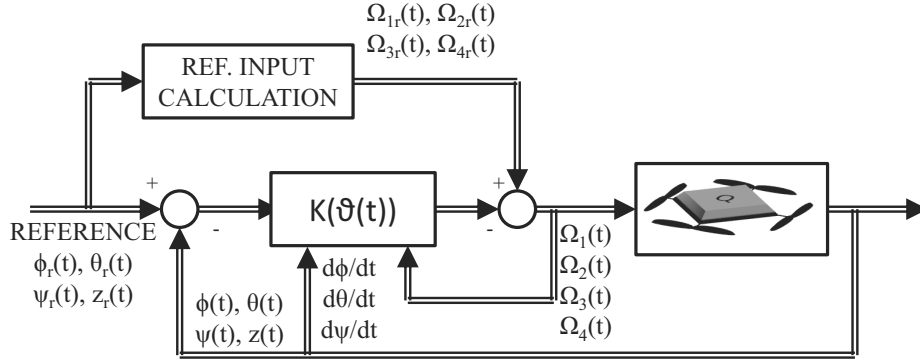 Ω1r(t), Ω2r(t)
Ω3r(t), Ω4r(t)
REF. INPUT
CALCULATION
+
-
K(ϑ(t))
+
-
Q
REFERENCE
ϕr(t), θr(t)
ψr(t), zr(t)
ϕ(t), θ(t)
ψ(t), z(t)
dϕ/dt
dθ/dt
dψ/dt
Ω1(t)
Ω2(t)
Ω3(t)
Ω4(t)